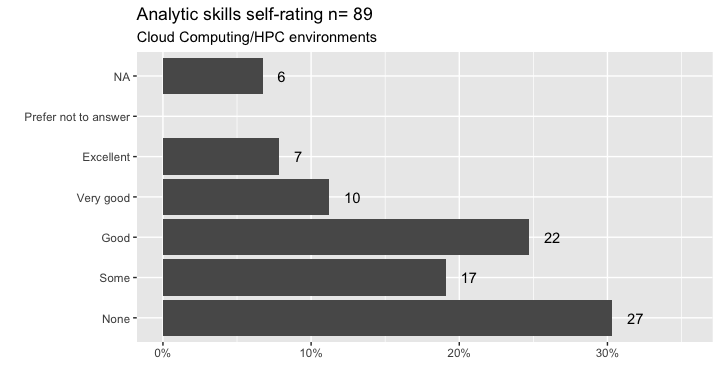 Analytic skills self-rating n= 89
Cloud Computing/HPC environments
NA 6
Prefer not to answer
Excellent 7
Very good 10
Good 22
Some 17
None 27
0% 10% 20% 30%